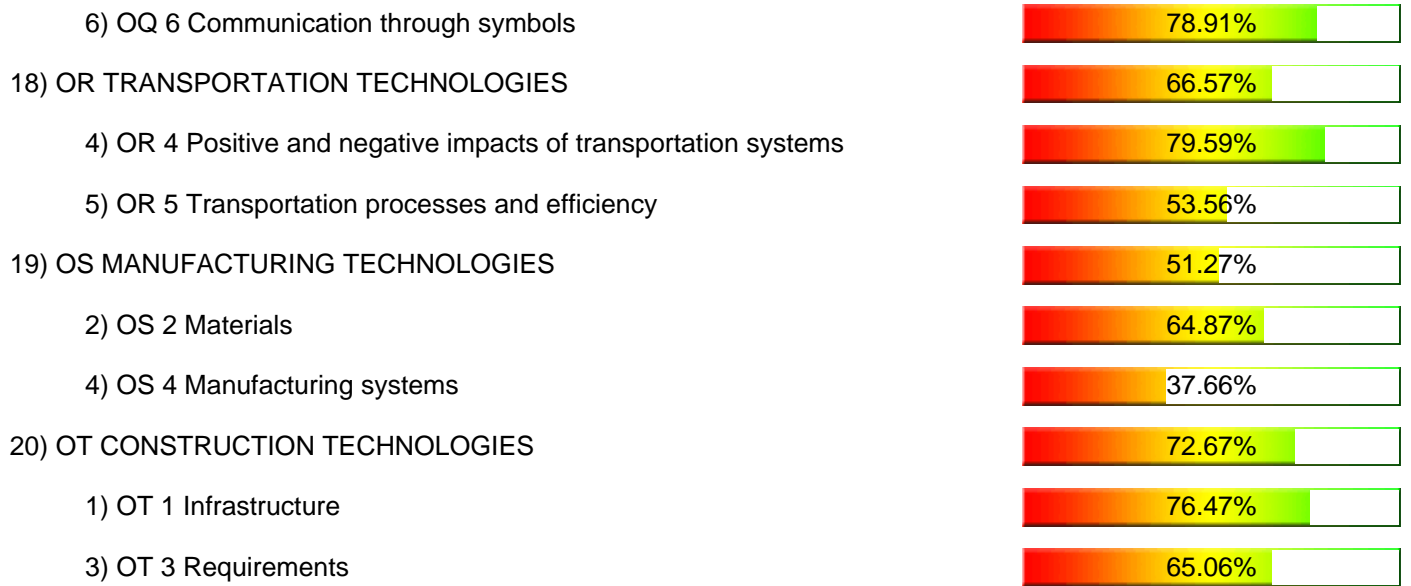 6) OQ 6 Communication through symbols 78.91%
18) OR TRANSPORTATION TECHNOLOGIES 66.57%
4) OR 4 Positive and negative impacts of transportation systems 79.59%
5) OR 5 Transportation processes and efficiency 53.56%
19) OS MANUFACTURING TECHNOLOGIES 51.27%
2) OS 2 Materials 64.87%
4) OS 4 Manufacturing systems 37.66%
20) OT CONSTRUCTION TECHNOLOGIES 72.67%
1) OT 1 Infrastructure 76.47%
3) OT 3 Requirements 65.06%